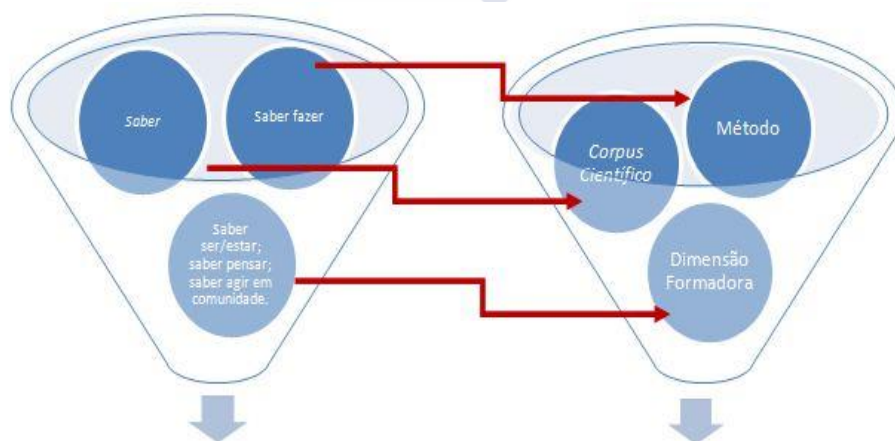 Saber
Saber fazer
Saber
ser/estar;
saber pensar;
saber agir em
comunidade.
Corpus
Científico
Método
Dimensão
Formadora